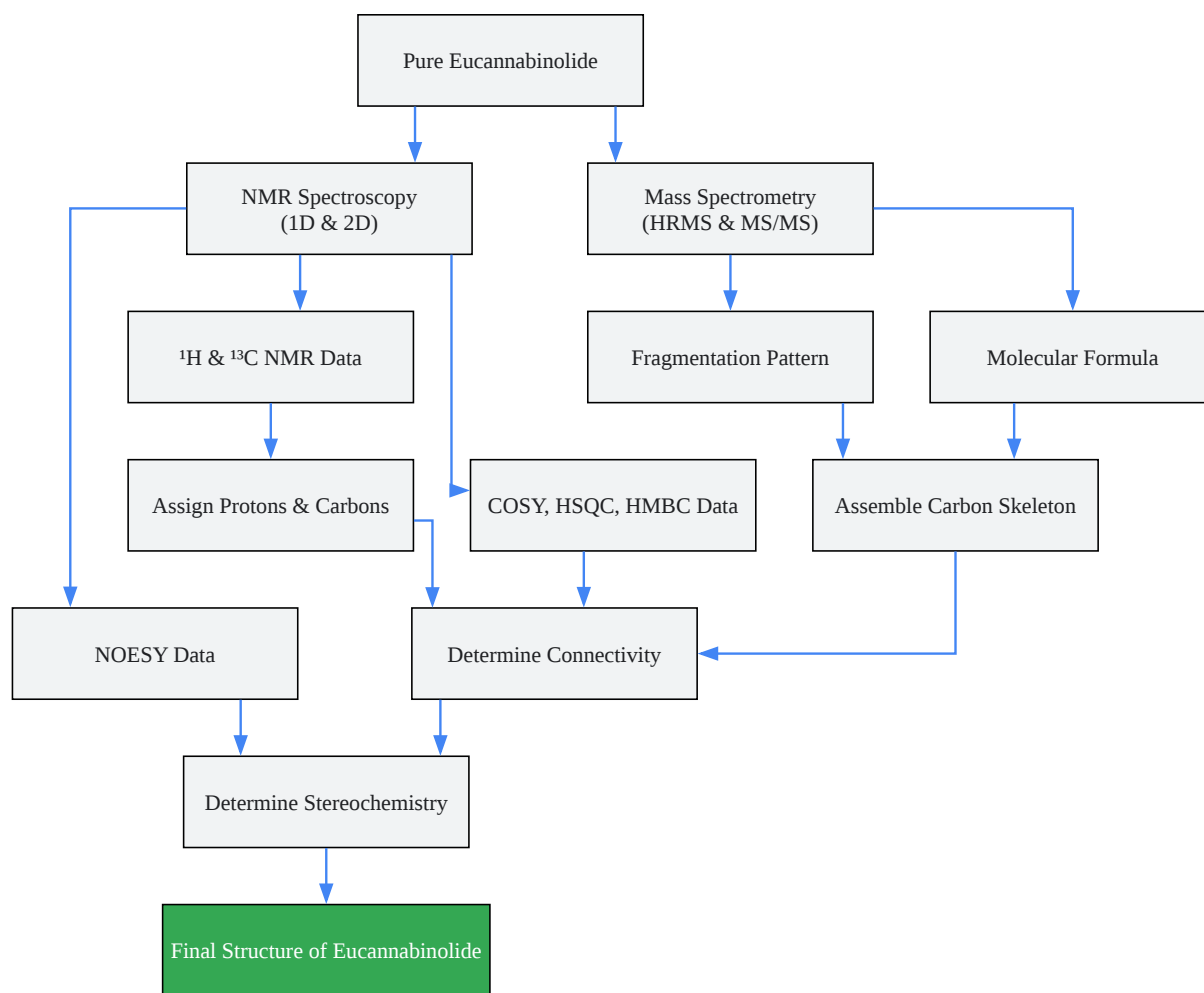 Pure Eucannabinolide
NMR Spectroscopy
(1D & 2D)
Mass Spectrometry
(HRMS & MS/MS)
¹H & ¹³C NMR Data
Fragmentation Pattern
Molecular Formula
Assign Protons & Carbons
COSY, HSQC, HMBC Data
Assemble Carbon Skeleton
NOESY Data
Determine Connectivity
Determine Stereochemistry
Final Structure of Eucannabinolide